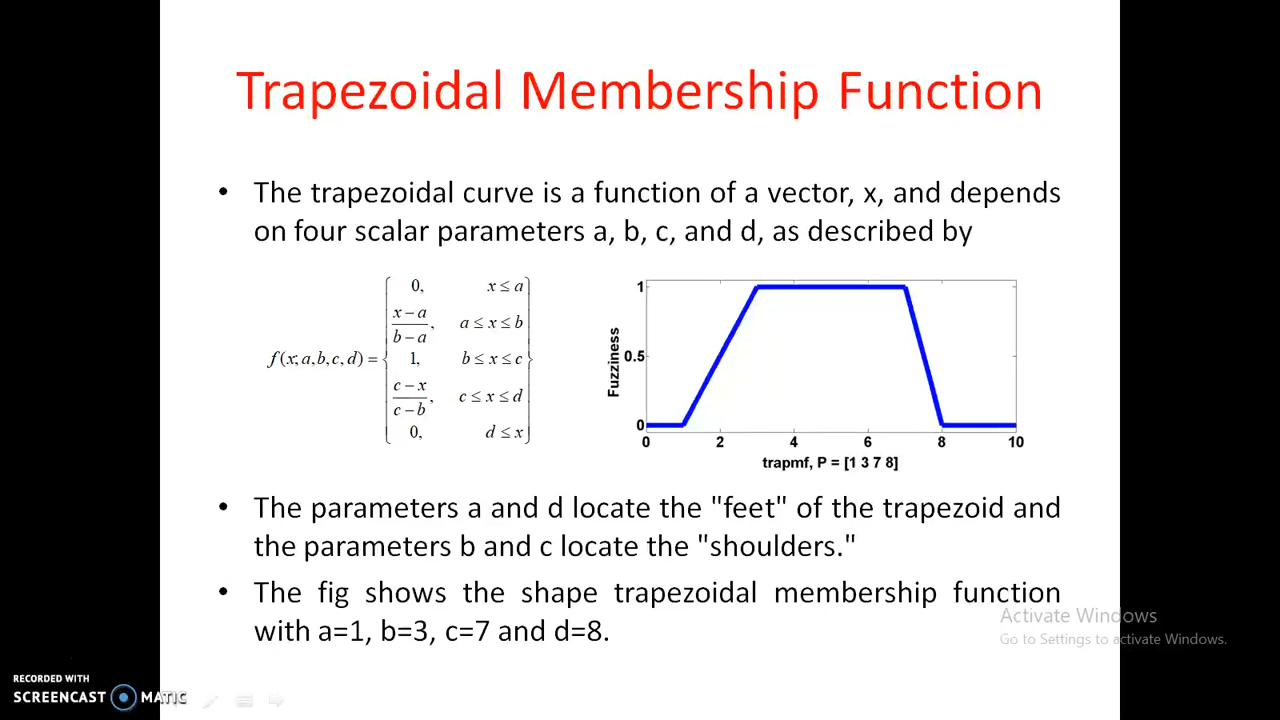 Trapezoidal Membership Function
• The trapezoidal curve is a function of a vector, x, and depends
on four scalar parameters a, b, c, and d, as described by
f(x; a, b, c, d) = { 0, x ≤ a
(x − a)/(b − a), a ≤ x ≤ b
1, b ≤ x ≤ c
(c − x)/(c − b), c ≤ x ≤ d
0, d ≤ x }
Fuzziness
1
0.5
0
0 2 4 6 8 10
trapmf, P = [1 3 7 8]
• The parameters a and d locate the "feet" of the trapezoid and
the parameters b and c locate the "shoulders."
• The fig shows the shape trapezoidal membership function
with a=1, b=3, c=7 and d=8.
Activate Windows
Go to Settings to activate Windows.
RECORDED WITH
SCREENCAST MATIC